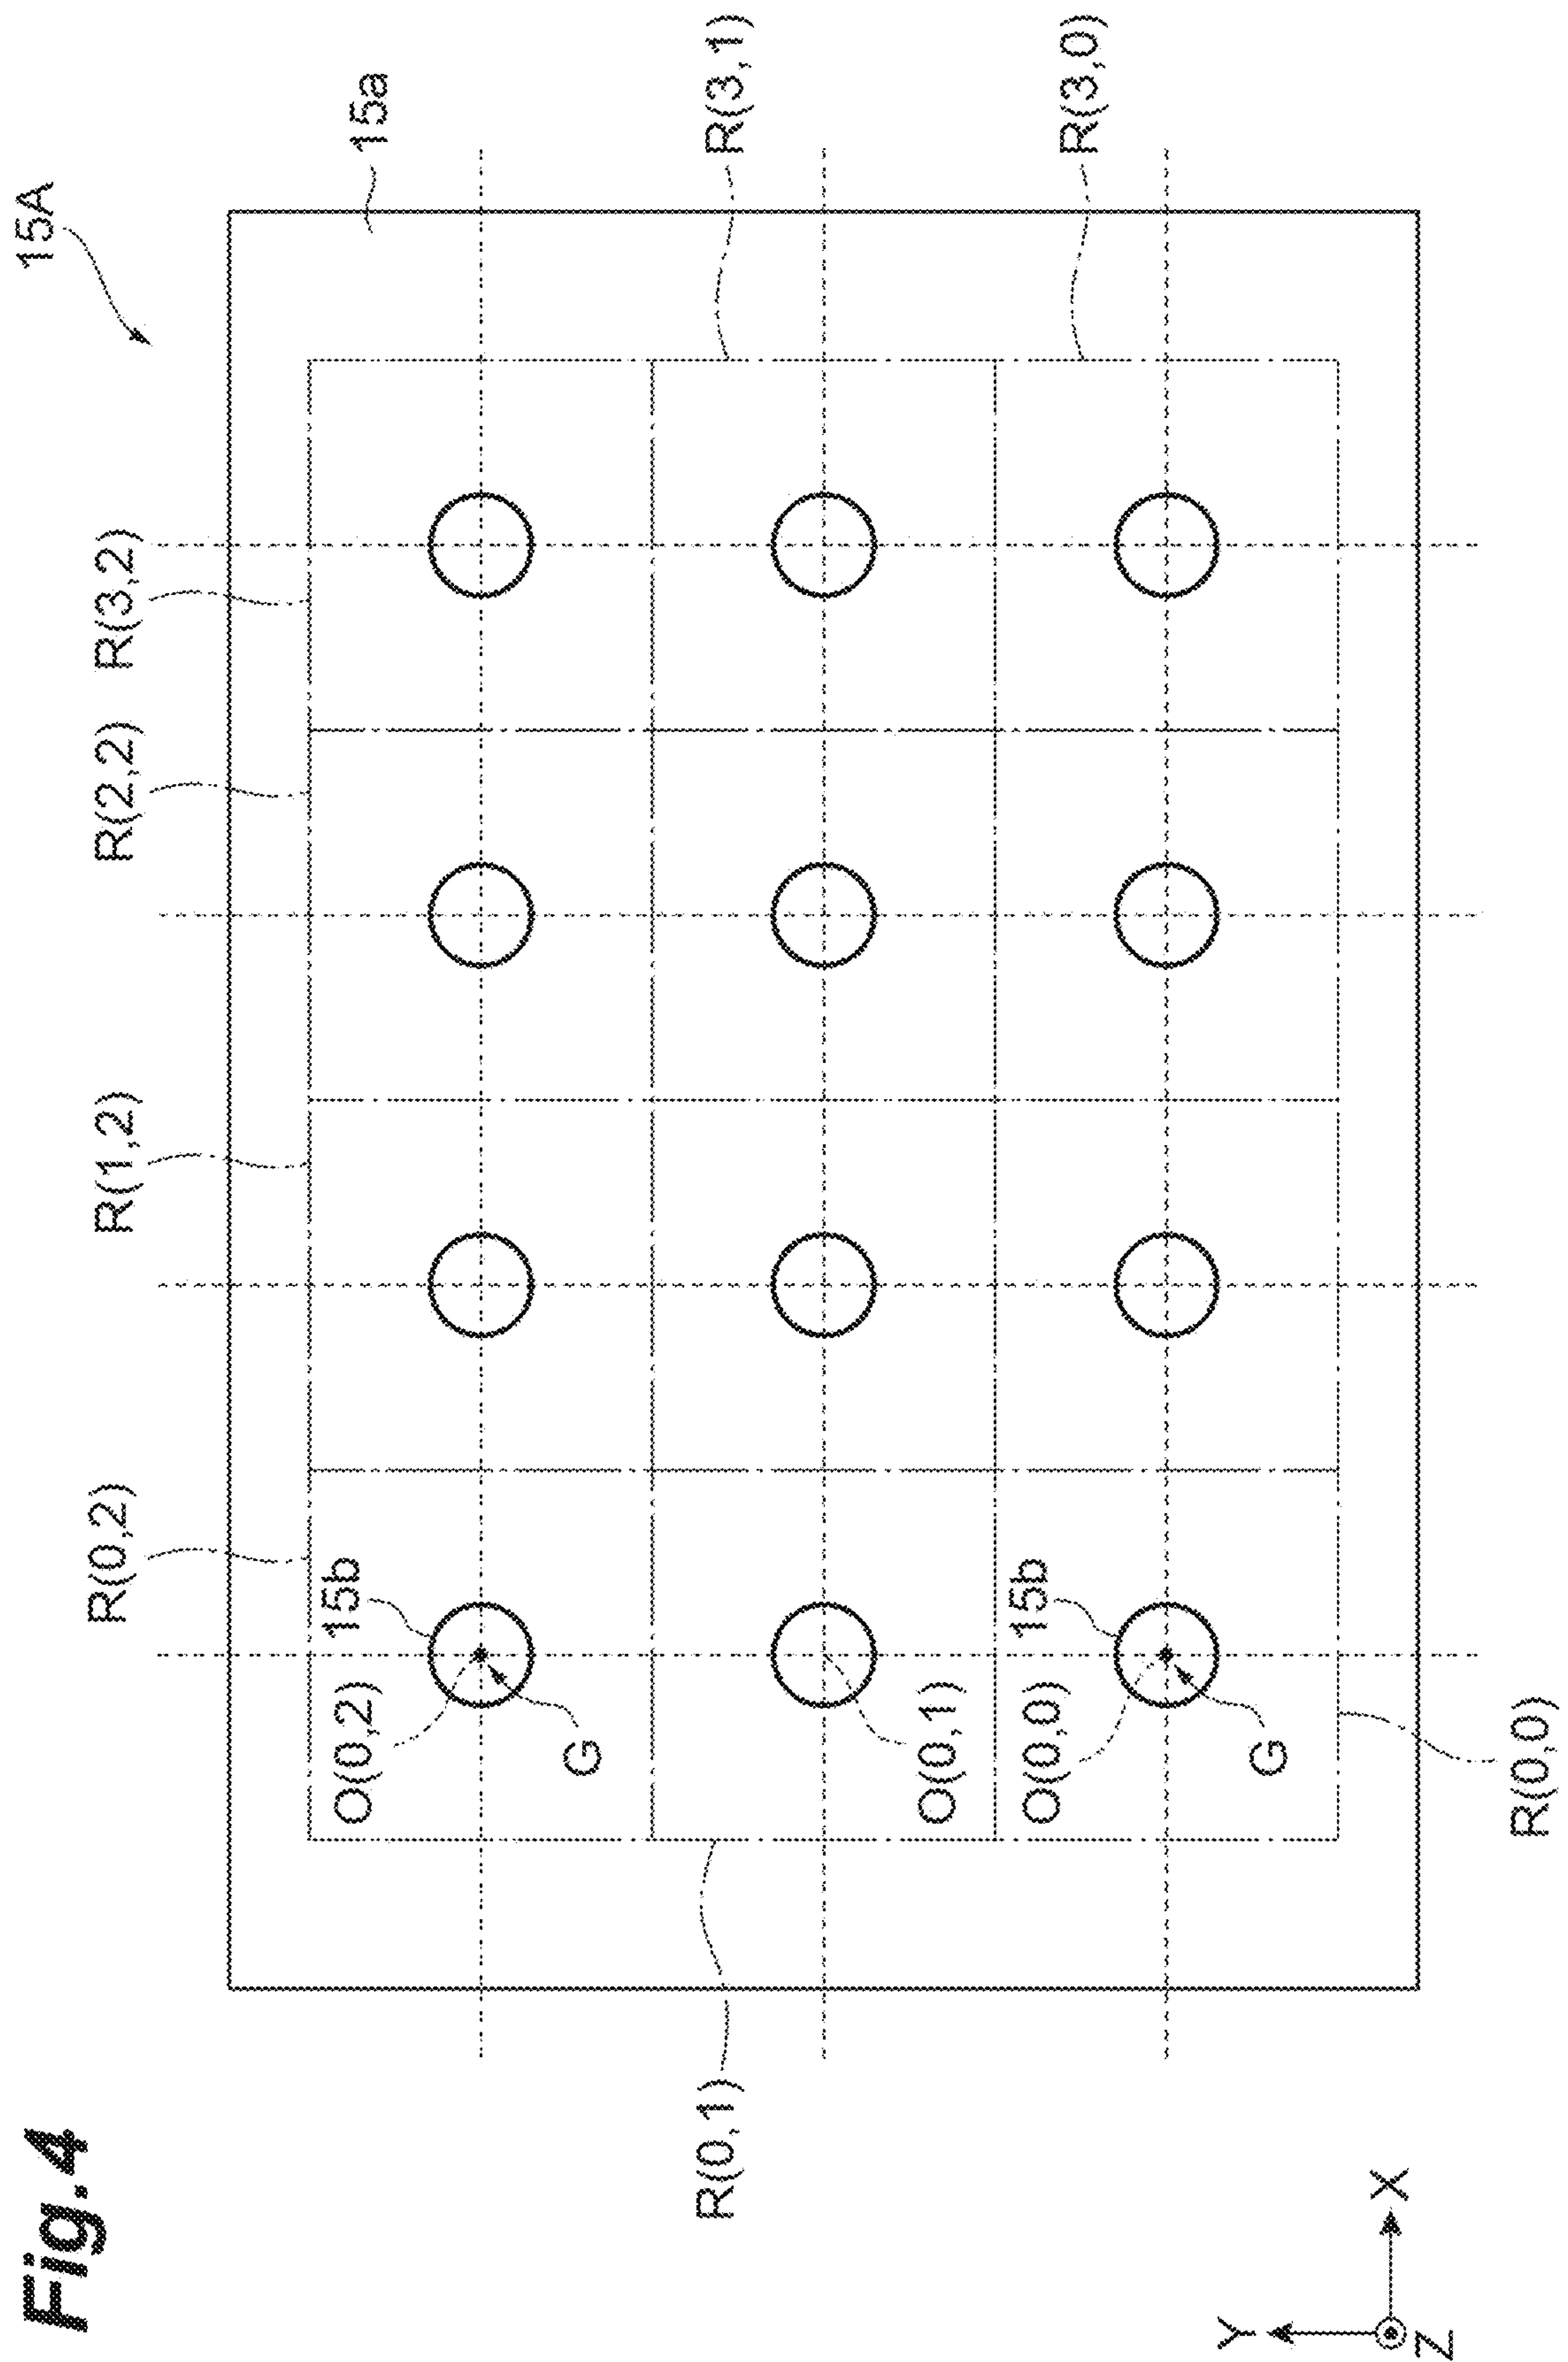 Fig.4
15A
R(0,2)
R(1,2)
R(2,2)
R(3,2)
15a
15b
O(0,2)
G
R(3,1)
R(0,1)
O(0,1)
15b
O(0,0)
R(3,0)
G
R(0,0)
Y
X
Z